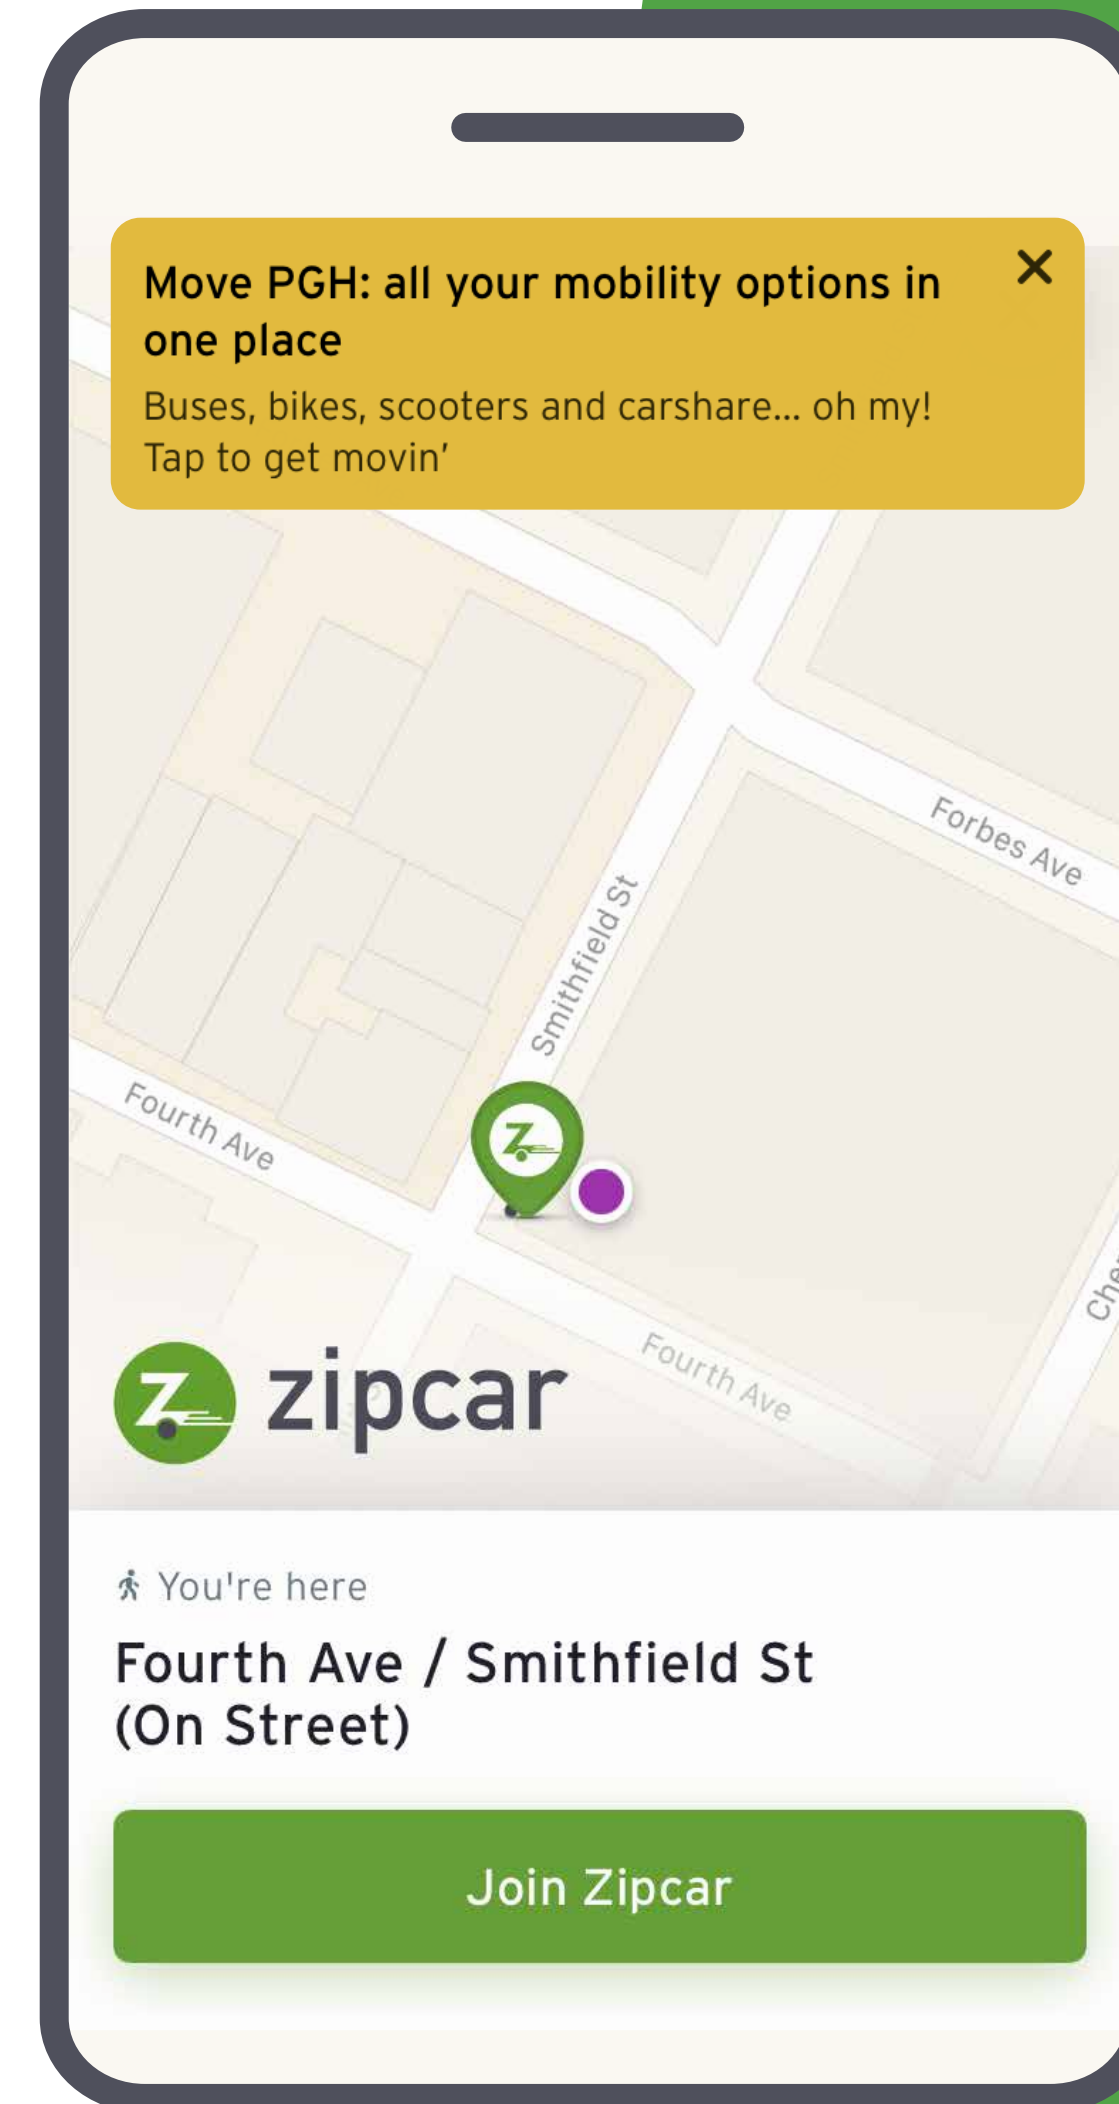 Move PGH: all your mobility options in
one place
Buses, bikes, scooters and carshare... oh my!
Tap to get movin’
Forbes Ave
Smithfield St
Fourth Ave
Fourth Ave
zipcar
You're here
Fourth Ave / Smithfield St
(On Street)
Join Zipcar